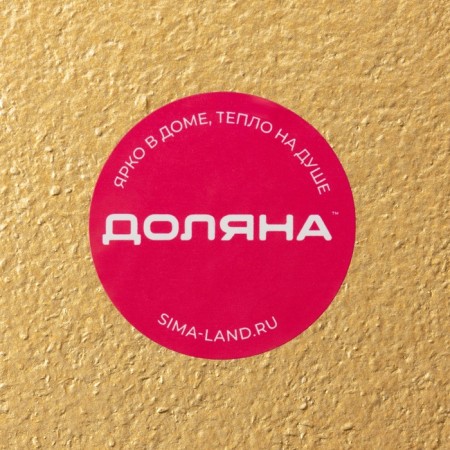 ЯРКО В ДОМЕ, ТЕПЛО НА ДУШЕ
ДОЛЯНА™
SIMA-LAND.RU